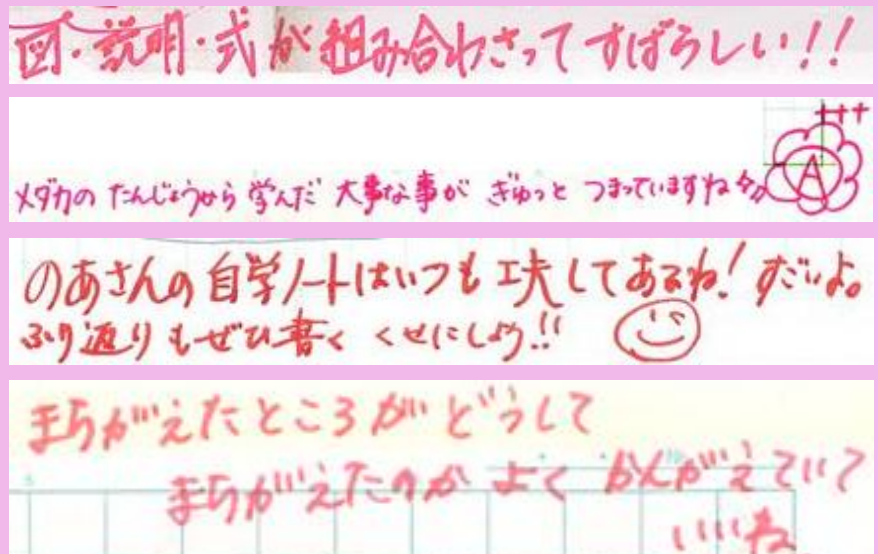 図・説明・式が組み合わさってすばらしい!!
+++
A
メダカのたんじょうから学んだ 大事な事が ぎゅっと つまっていますね
のあさんの自学ノートはいつも工夫してあるね!すごいよ。
ふり返りもぜひ書く くせにしよう!!
まちがえたところがどうして
まちがえたのか よく かんがえていて
いいね